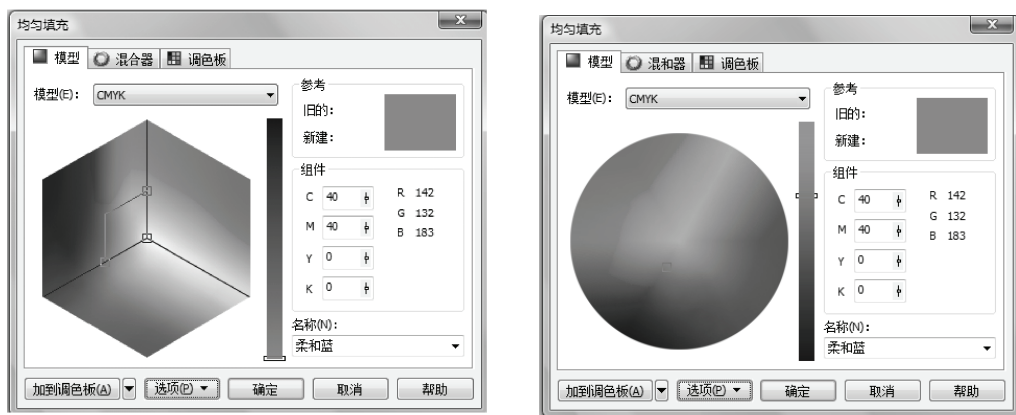 均匀填充
模型 混合器 调色板
模型(E): CMYK
参考
旧的:
新建:
组件
C 40 R 142
M 40 G 132
Y 0 B 183
K 0
名称(N):
柔和蓝
加到调色板(A) 选项(P) 确定 取消 帮助
均匀填充
模型 混和器 调色板
模型(E): CMYK
参考
旧的:
新建:
组件
C 40 R 142
M 40 G 132
Y 0 B 183
K 0
名称(N):
柔和蓝
加到调色板(A) 选项(P) 确定 取消 帮助